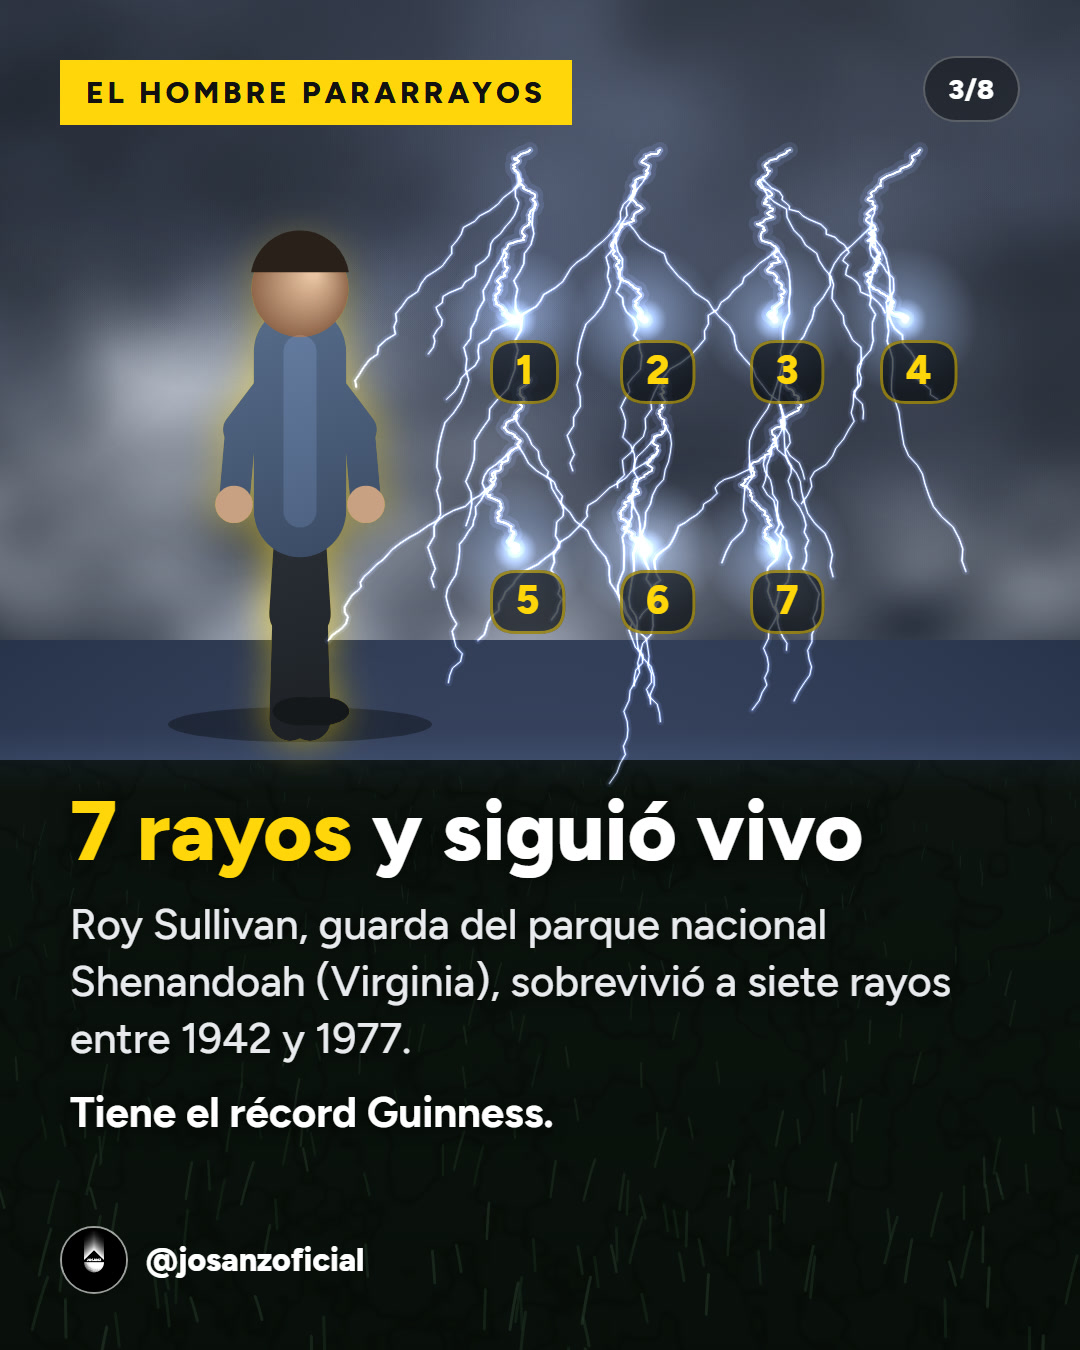 EL HOMBRE PARARRAYOS
3/8
1 2 3 4
5 6 7
7 rayos y siguió vivo
Roy Sullivan, guarda del parque nacional
Shenandoah (Virginia), sobrevivió a siete rayos
entre 1942 y 1977.
Tiene el récord Guinness.
@josanzoficial